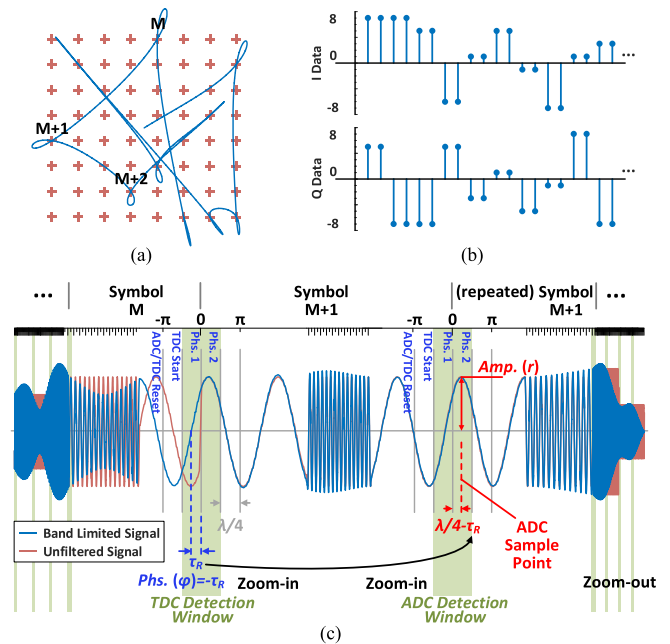 M
M+1
M+2
(a)
8
0
-8
I Data
...
8
0
-8
Q Data
...
(b)
... Symbol M Symbol M+1 (repeated) Symbol M+1 ...
-π 0 π -π 0 π
ADC/TDC Reset
TDC Start
Phs. 1
Phs. 2
ADC/TDC Reset
TDC Start
Phs. 1
Phs. 2
Amp. (r)
λ/4
λ/4-τR
ADC Sample Point
Band Limited Signal
Unfiltered Signal
τR
Phs. (φ)=-τR
Zoom-in
Zoom-in
Zoom-out
TDC Detection Window
ADC Detection Window
(c)